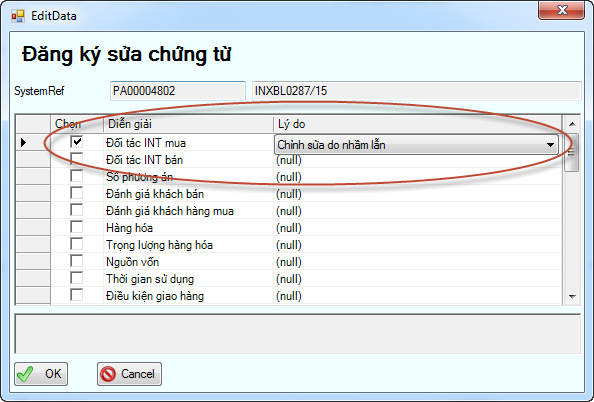 EditData
Đăng ký sửa chứng từ
SystemRef PA00004802 INXBL0287/15
Chọn Diễn giải Lý do
Đối tác INT mua Chỉnh sửa do nhầm lẫn
Đối tác INT bán (null)
Số phương án (null)
Đánh giá khách bán (null)
Đánh giá khách hàng mua (null)
Hàng hóa (null)
Trọng lượng hàng hóa (null)
Nguồn vốn (null)
Thời gian sử dụng (null)
Điều kiện giao hàng (null)
OK Cancel